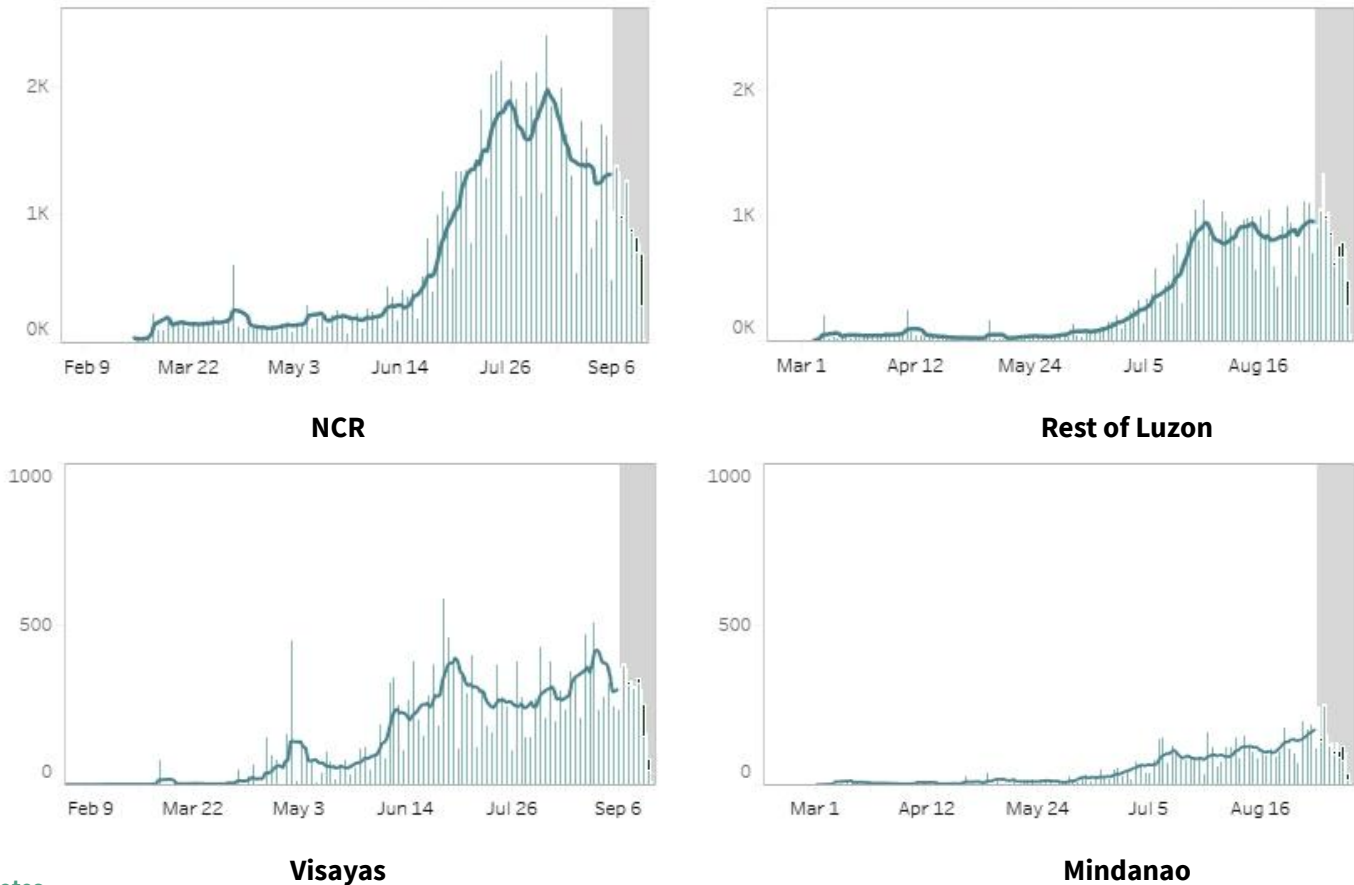 2K
2K
1K
1K
0K
0K
Feb 9
Mar 22
May 3
Jun 14
Jul 26
Sep 6
Mar 1
Apr 12
May 24
Jul 5
Aug 16
NCR
Rest of Luzon
1000
1000
500
500
0
0
Feb 9
Mar 22
May 3
Jun 14
Jul 26
Sep 6
Mar 1
Apr 12
May 24
Jul 5
Aug 16
Visayas
Mindanao